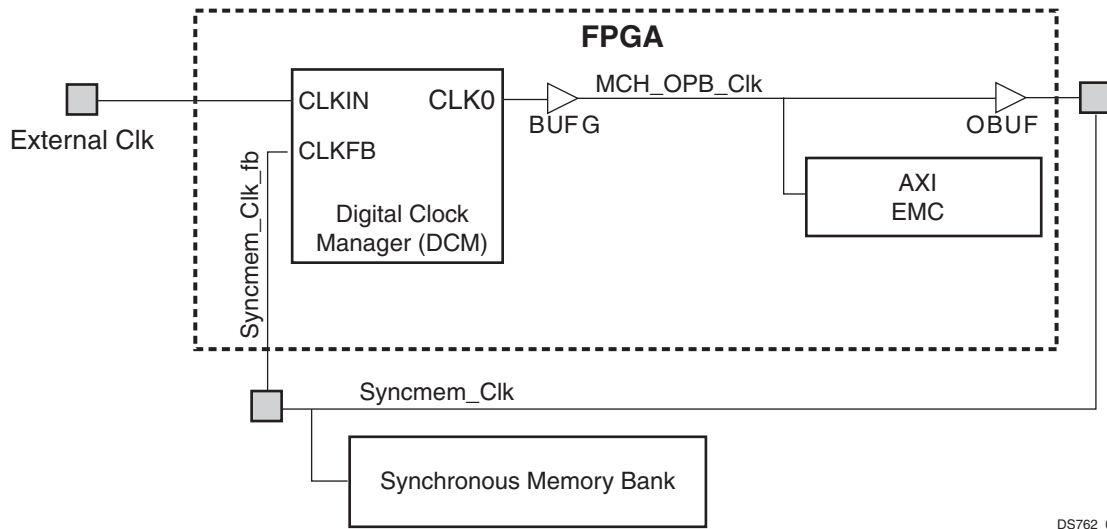 FPGA
MCH_OPB_Clk
CLKIN
CLK0
BUFG
OBUF
External Clk
CLKFB
AXI
EMC
Digital Clock
Manager (DCM)
Syncmem_Clk_fb
Syncmem_Clk
Synchronous Memory Bank
DS762